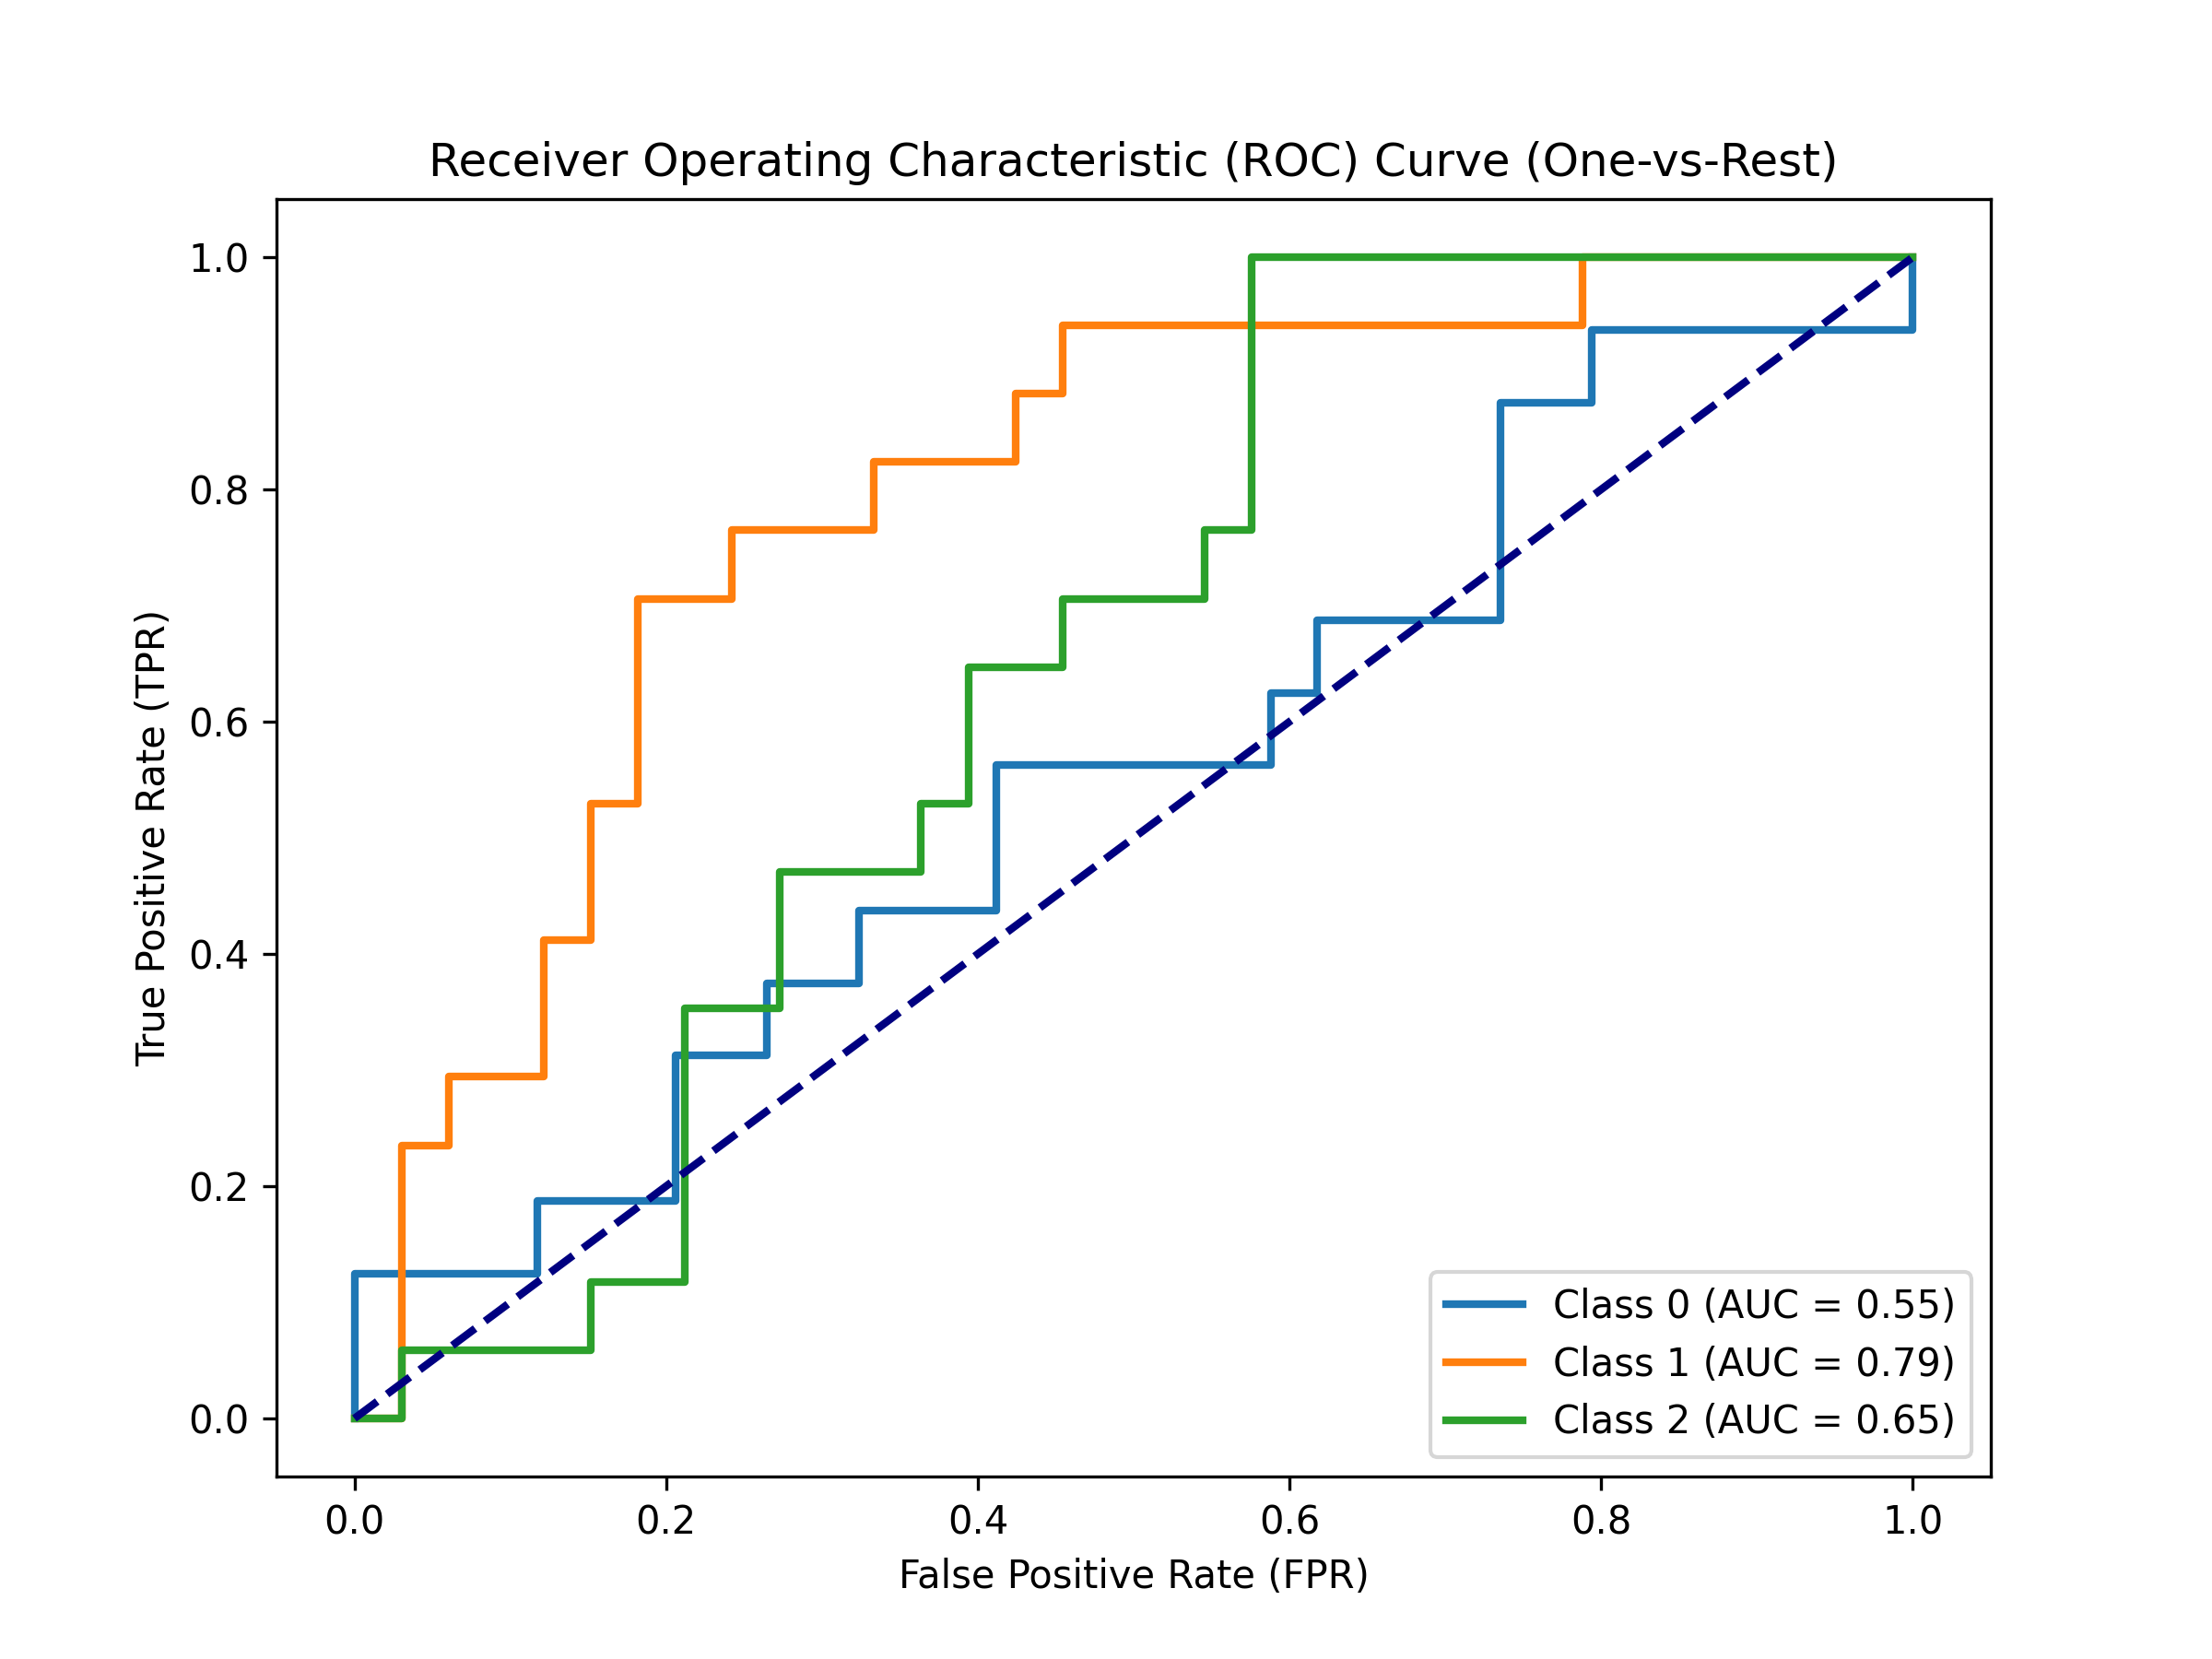 Receiver Operating Characteristic (ROC) Curve (One-vs-Rest)
True Positive Rate (TPR)
1.0
0.8
0.6
0.4
0.2
0.0
Class 0 (AUC = 0.55)
Class 1 (AUC = 0.79)
Class 2 (AUC = 0.65)
0.0 0.2 0.4 0.6 0.8 1.0
False Positive Rate (FPR)